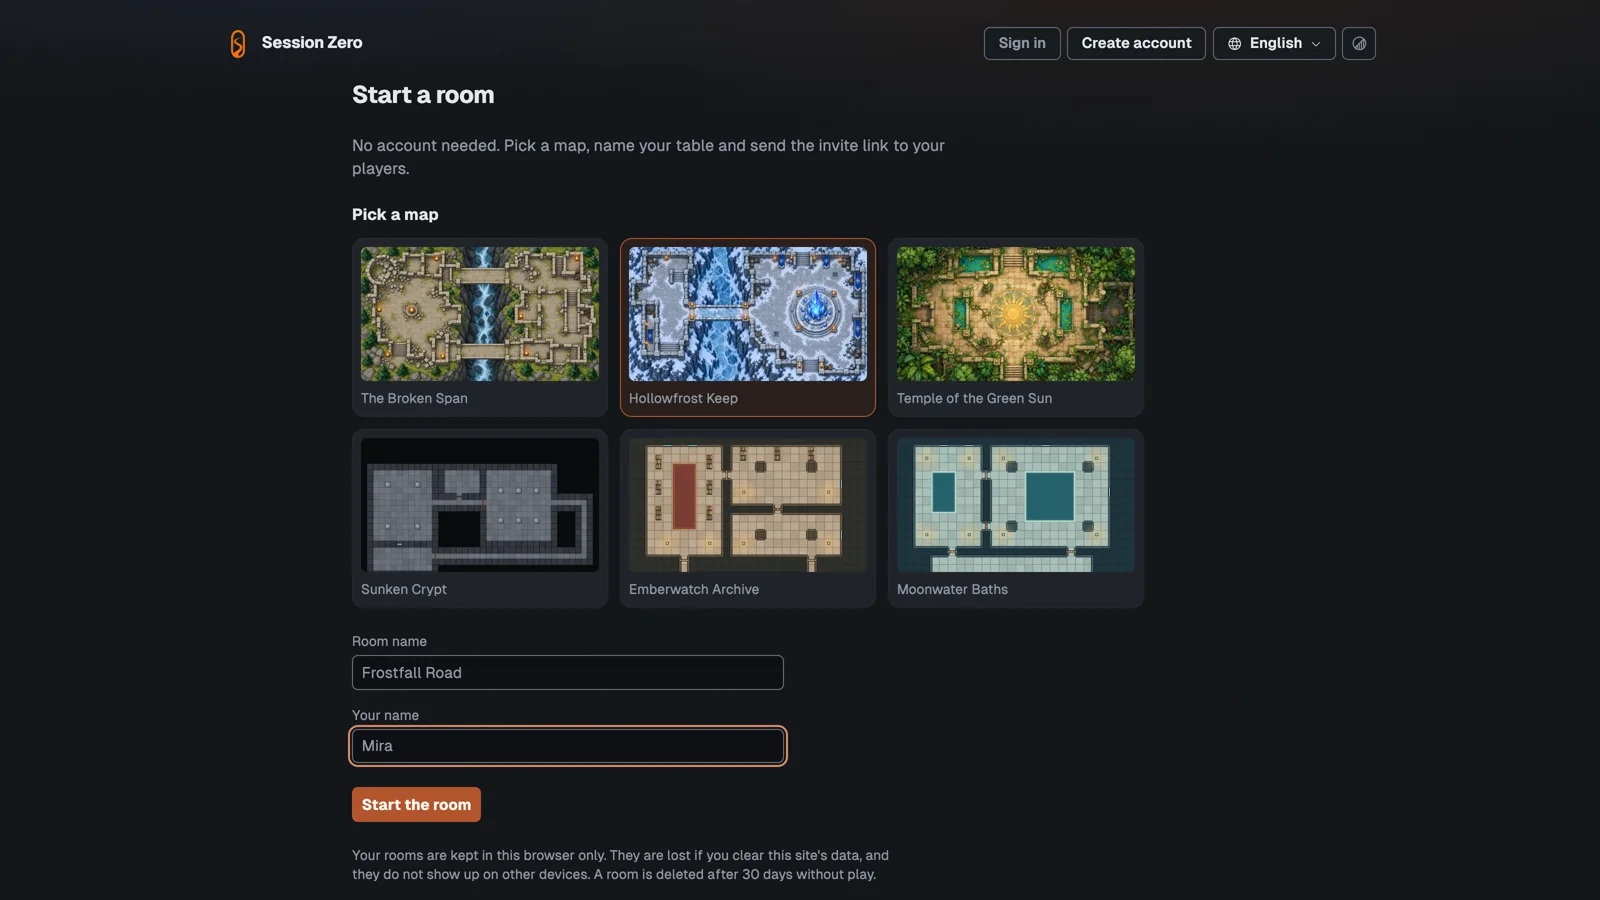 Session Zero
Sign in
Create account
English
Start a room
No account needed. Pick a map, name your table and send the invite link to your
players.
Pick a map
The Broken Span
Hollowfrost Keep
Temple of the Green Sun
Sunken Crypt
Emberwatch Archive
Moonwater Baths
Room name
Frostfall Road
Your name
Mira
Start the room
Your rooms are kept in this browser only. They are lost if you clear this site's data, and
they do not show up on other devices. A room is deleted after 30 days without play.